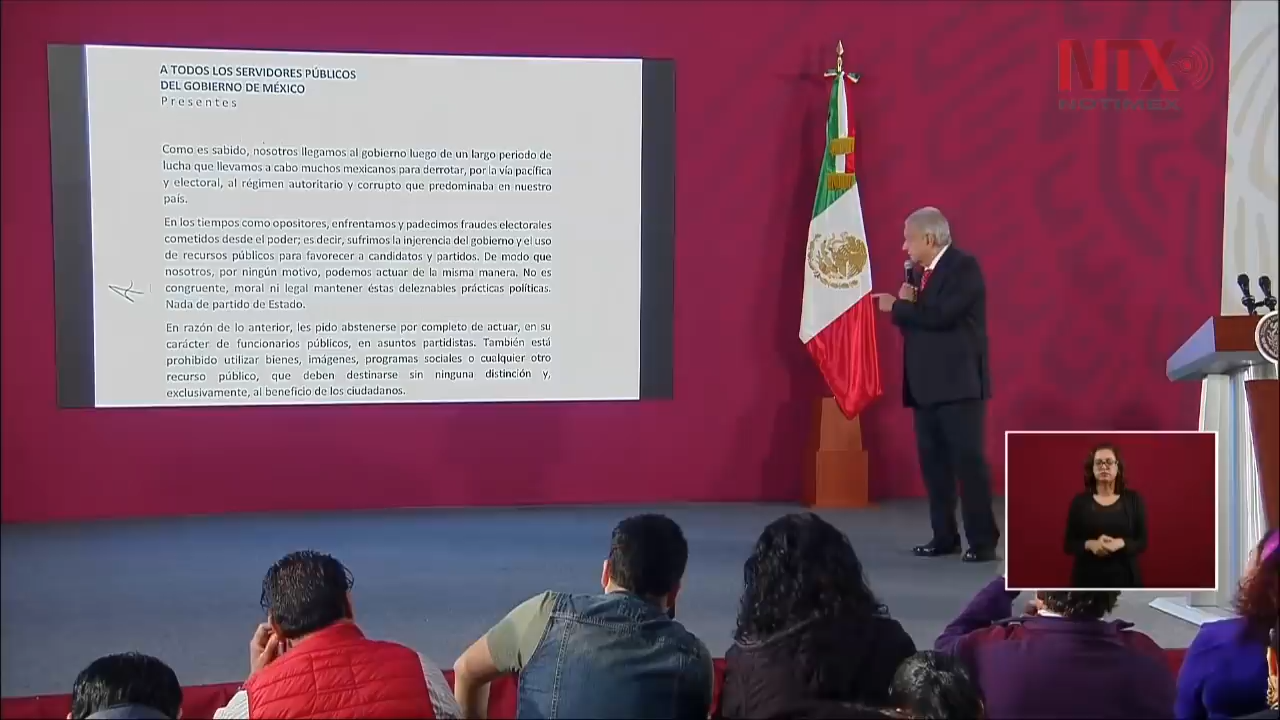 A TODOS LOS SERVIDORES PÚBLICOS
DEL GOBIERNO DE MÉXICO
Presentes
Como es sabido, nosotros llegamos al gobierno luego de un largo periodo de
lucha que llevamos a cabo muchos mexicanos para derrotar, por la vía pacífica
y electoral, al régimen autoritario y corrupto que predominaba en nuestro
país.
En los tiempos como opositores, enfrentamos y padecimos fraudes electorales
cometidos desde el poder; es decir, sufrimos la injerencia del gobierno y el uso
de recursos públicos para favorecer a candidatos y partidos. De modo que
nosotros, por ningún motivo, podemos actuar de la misma manera. No es
congruente, moral ni legal mantener éstas deleznables prácticas políticas.
Nada de partido de Estado.
En razón de lo anterior, les pido abstenerse por completo de actuar, en su
carácter de funcionarios públicos, en asuntos partidistas. También está
prohibido utilizar bienes, imágenes, programas sociales o cualquier otro
recurso público, que deben destinarse sin ninguna distinción y,
exclusivamente, al beneficio de los ciudadanos.
NTX
NOTIMEX